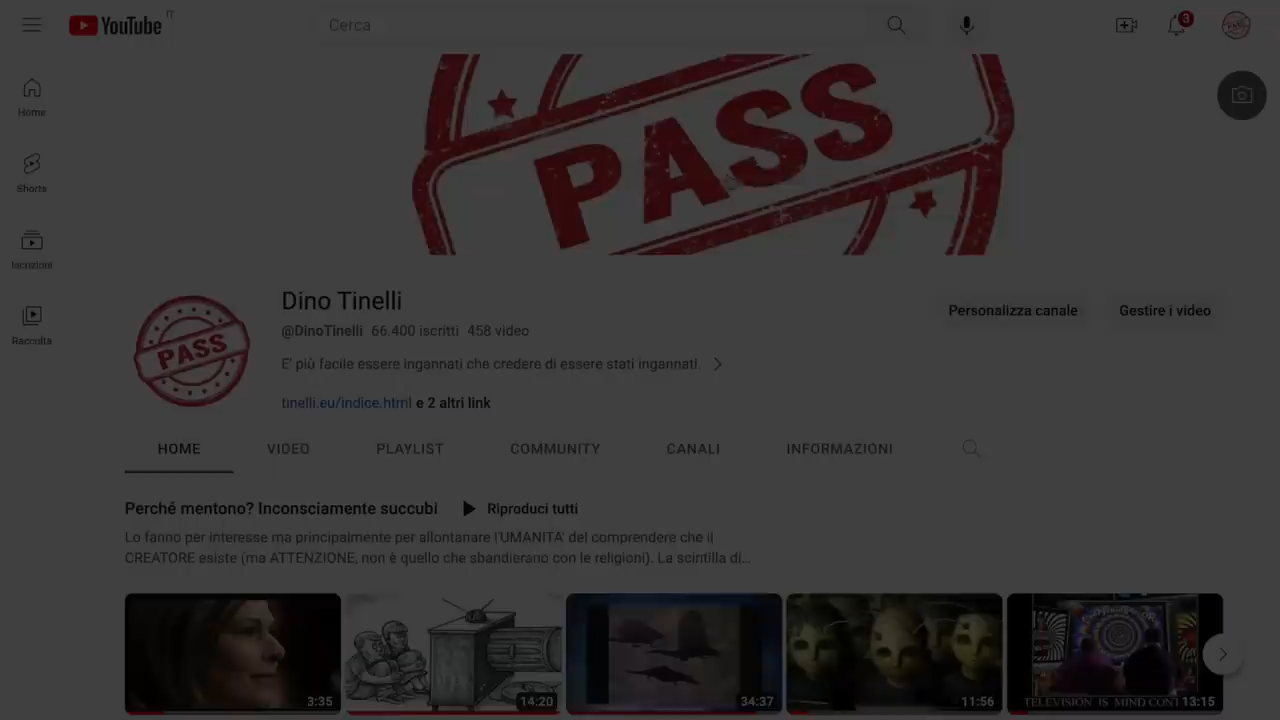 YouTube IT
Cerca
3
PASS
Home
PASS
Shorts
Iscrizioni
Raccolta
Dino Tinelli
@DinoTinelli 66.400 iscritti 458 video
Personalizza canale
Gestire i video
PASS
E' più facile essere ingannati che credere di essere stati ingannati.
tinelli.eu/indice.html e 2 altri link
HOME VIDEO PLAYLIST COMMUNITY CANALI INFORMAZIONI
Perché mentono? Inconsciamente succubi Riproduci tutti
Lo fanno per interesse ma principalmente per allontanare l'UMANITA' del comprendere che il
CREATORE esiste (ma ATTENZIONE, non è quello che sbandierano con le religioni). La scintilla di...
3:35
14:20
34:37
11:56
TELEVISION IS MIND CONT
13:15